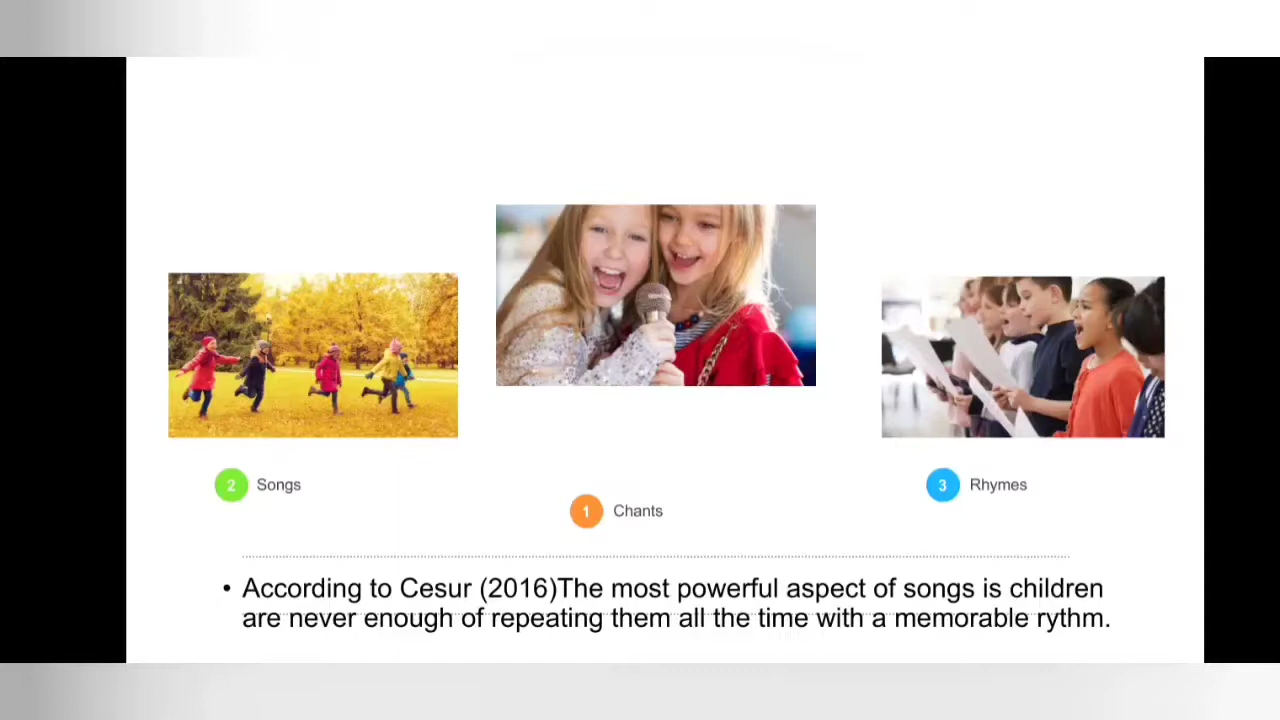 2 Songs
1 Chants
3 Rhymes
• According to Cesur (2016)The most powerful aspect of songs is children
are never enough of repeating them all the time with a memorable rythm.